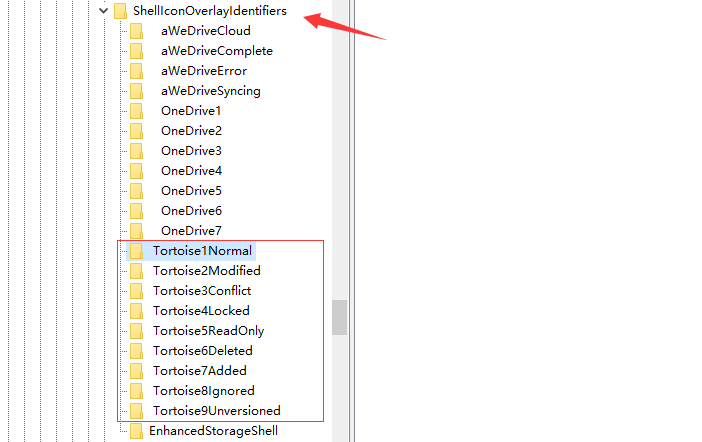 ShellIconOverlayIdentifiers
aWeDriveCloud
aWeDriveComplete
aWeDriveError
aWeDriveSyncing
OneDrive1
OneDrive2
OneDrive3
OneDrive4
OneDrive5
OneDrive6
OneDrive7
Tortoise1Normal
Tortoise2Modified
Tortoise3Conflict
Tortoise4Locked
Tortoise5ReadOnly
Tortoise6Deleted
Tortoise7Added
Tortoise8Ignored
Tortoise9Unversioned
EnhancedStorageShell